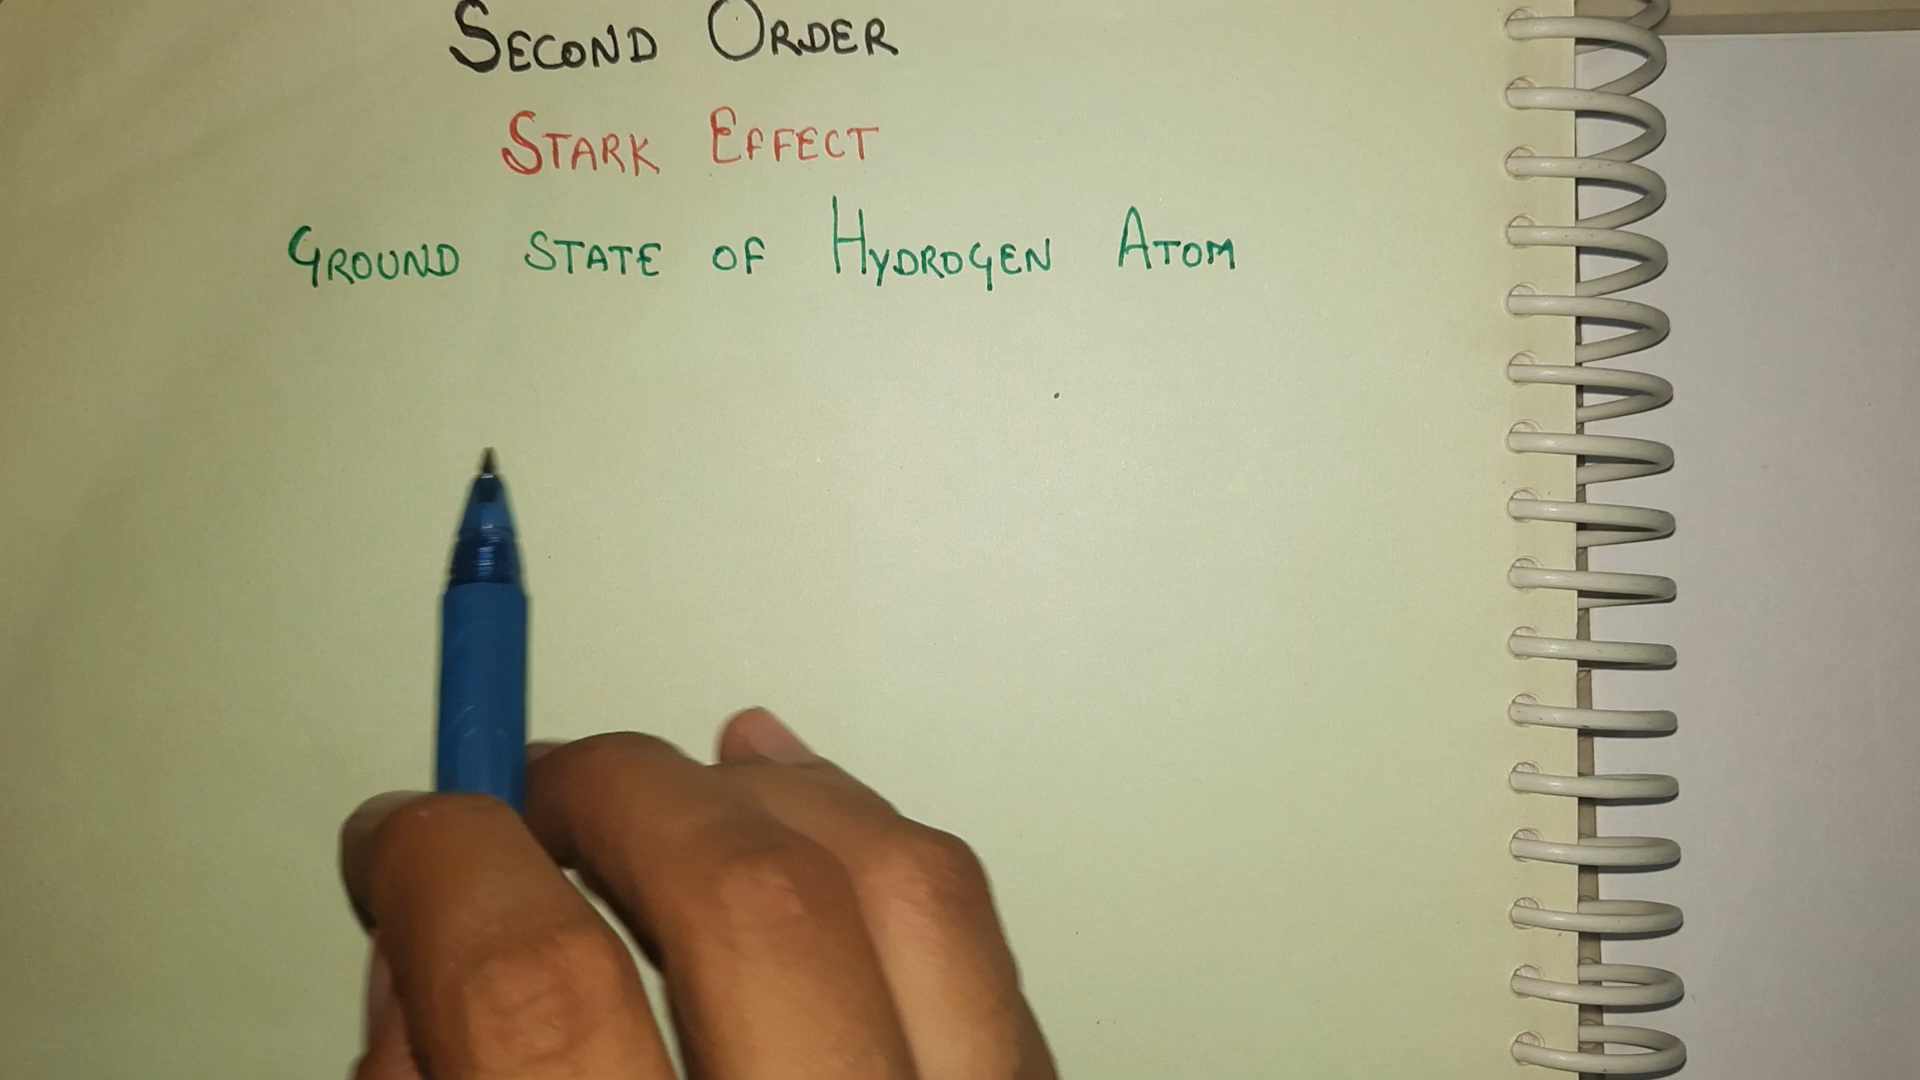 SECOND ORDER
STARK EFFECT
GROUND STATE OF HYDROGEN ATOM